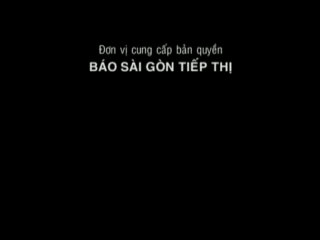 Đơn vị cung cấp bản quyền
BÁO SÀI GÒN TIẾP THỊ